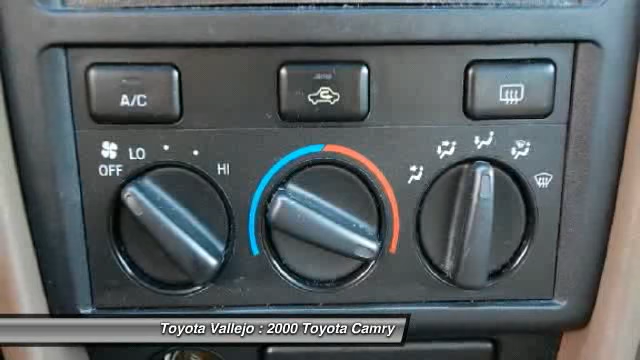 A/C
LO
OFF
HI
Toyota Vallejo : 2000 Toyota Camry